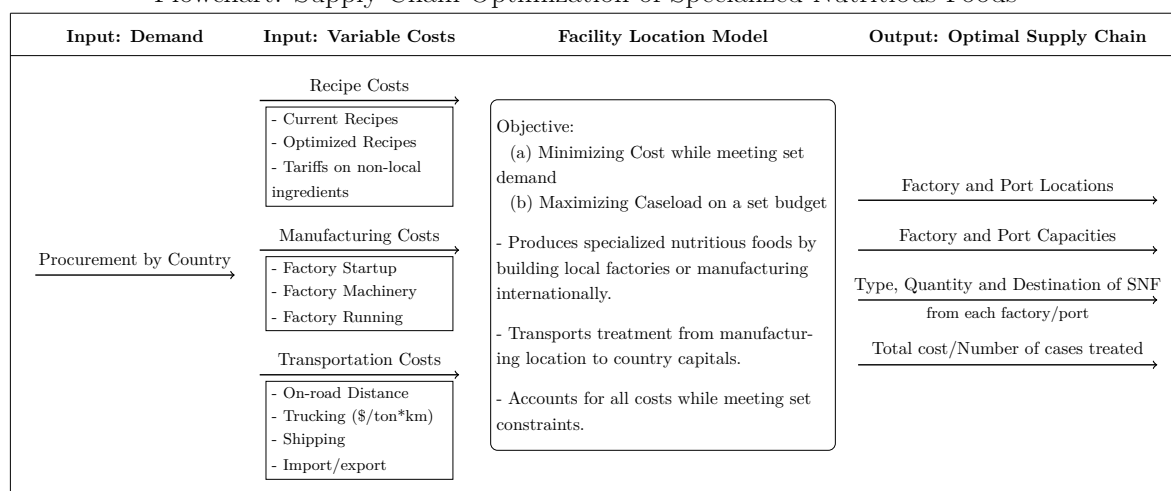 Flowchart: Supply Chain Optimization of Specialized Nutritious Foods
Input: Demand
Input: Variable Costs
Facility Location Model
Output: Optimal Supply Chain
Procurement by Country
Recipe Costs
- Current Recipes
- Optimized Recipes
- Tariffs on non-local
ingredients
Manufacturing Costs
- Factory Startup
- Factory Machinery
- Factory Running
Transportation Costs
- On-road Distance
- Trucking ($/ton*km)
- Shipping
- Import/export
Objective:
(a) Minimizing Cost while meeting set
demand
(b) Maximizing Caseload on a set budget
- Produces specialized nutritious foods by
building local factories or manufacturing
internationally.
- Transports treatment from manufactur-
ing location to country capitals.
- Accounts for all costs while meeting set
constraints.
Factory and Port Locations
Factory and Port Capacities
Type, Quantity and Destination of SNF
from each factory/port
Total cost/Number of cases treated